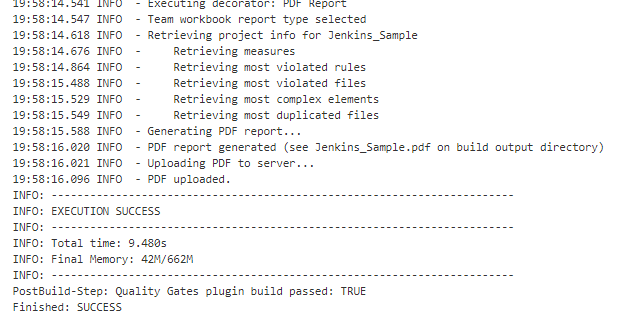 19:58:14.541 INFO  - Executing decorator: PDF Report
19:58:14.547 INFO  - Team workbook report type selected
19:58:14.618 INFO  - Retrieving project info for Jenkins_Sample
19:58:14.676 INFO  -     Retrieving measures
19:58:14.864 INFO  -     Retrieving most violated rules
19:58:15.488 INFO  -     Retrieving most violated files
19:58:15.529 INFO  -     Retrieving most complex elements
19:58:15.549 INFO  -     Retrieving most duplicated files
19:58:15.588 INFO  - Generating PDF report...
19:58:16.020 INFO  - PDF report generated (see Jenkins_Sample.pdf on build output directory)
19:58:16.021 INFO  - Uploading PDF to server...
19:58:16.096 INFO  - PDF uploaded.
INFO: ------------------------------------------------------------------------
INFO: EXECUTION SUCCESS
INFO: ------------------------------------------------------------------------
INFO: Total time: 9.480s
INFO: Final Memory: 42M/662M
INFO: ------------------------------------------------------------------------
PostBuild-Step: Quality Gates plugin build passed: TRUE
Finished: SUCCESS